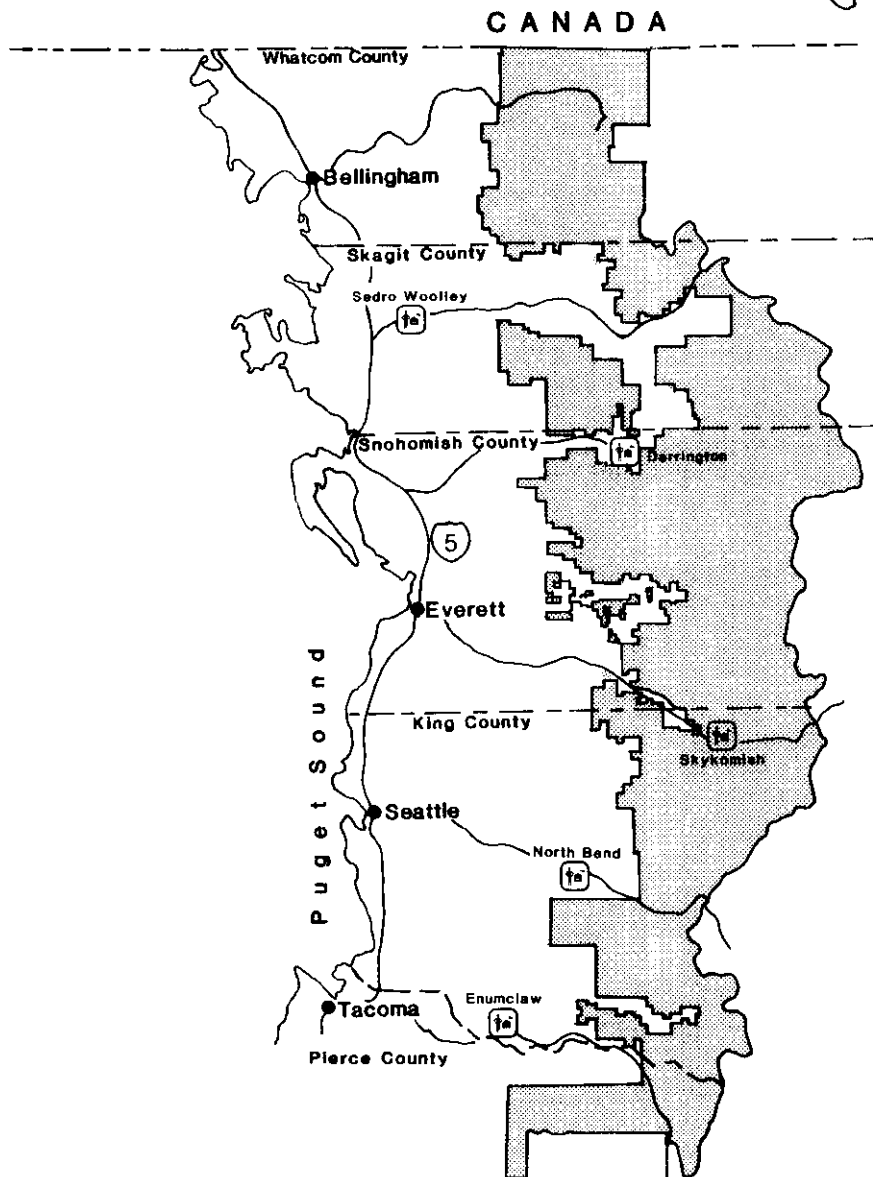 CANADA
Whatcom County
Bellingham
Skagit County
Sedro Woolley
Snohomish County
Darrington
5
Everett
Puget Sound
King County
Skykomish
Seattle
North Bend
Enumclaw
Tacoma
Pierce County